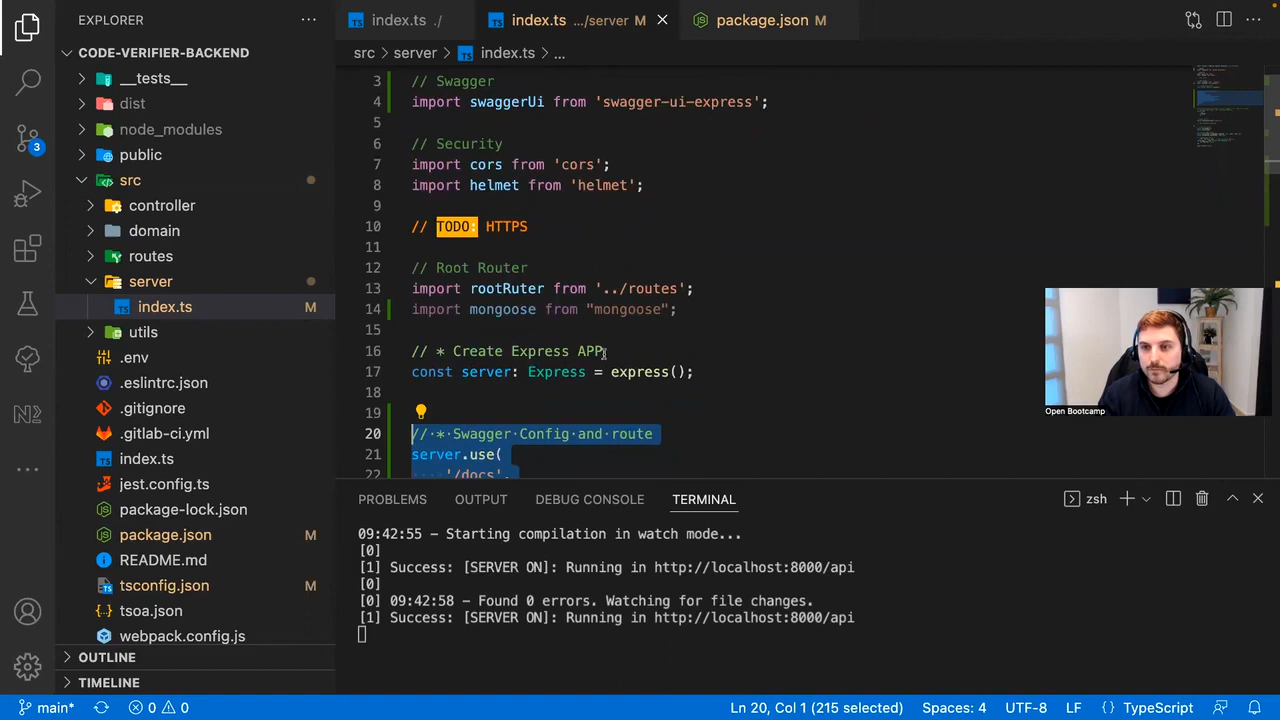 EXPLORER
index.ts ./
index.ts .../server M
package.json M
CODE-VERIFIER-BACKEND
__tests__
dist
node_modules
public
src
controller
domain
routes
server
index.ts M
utils
.env
.eslintrc.json
.gitignore
.gitlab-ci.yml
index.ts
jest.config.ts
package-lock.json
package.json M
README.md
tsconfig.json M
tsoa.json
webpack.config.js
OUTLINE
TIMELINE
3
src server index.ts ...
3 // Swagger
4 import swaggerUi from 'swagger-ui-express';
5
6 // Security
7 import cors from 'cors';
8 import helmet from 'helmet';
9
10 // TODO: HTTPS
11
12 // Root Router
13 import rootRuter from '../routes';
14 import mongoose from "mongoose";
15
16 // * Create Express APP
17 const server: Express = express();
18
19
20 // * Swagger Config and route
21 server.use(
22 '/docs',
Open Bootcamp
PROBLEMS OUTPUT DEBUG CONSOLE TERMINAL
zsh
09:42:55 - Starting compilation in watch mode...
[0]
[1] Success: [SERVER ON]: Running in http://localhost:8000/api
[0]
[0] 09:42:58 - Found 0 errors. Watching for file changes.
[1] Success: [SERVER ON]: Running in http://localhost:8000/api
main* 0 0
Ln 20, Col 1 (215 selected) Spaces: 4 UTF-8 LF TypeScript